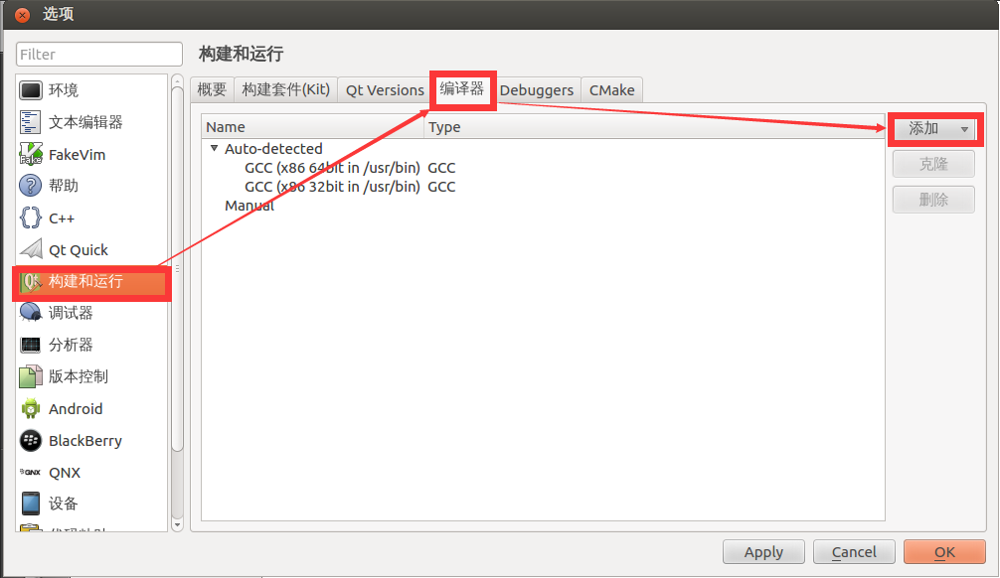 选项
Filter
环境
文本编辑器
FakeVim
帮助
C++
Qt Quick
构建和运行
调试器
分析器
版本控制
Android
BlackBerry
QNX
设备
构建和运行
概要 构建套件(Kit) Qt Versions 编译器 Debuggers CMake
Name Type
Auto-detected
GCC (x86 64bit in /usr/bin) GCC
GCC (x86 32bit in /usr/bin) GCC
Manual
添加
克隆
删除
Apply Cancel OK